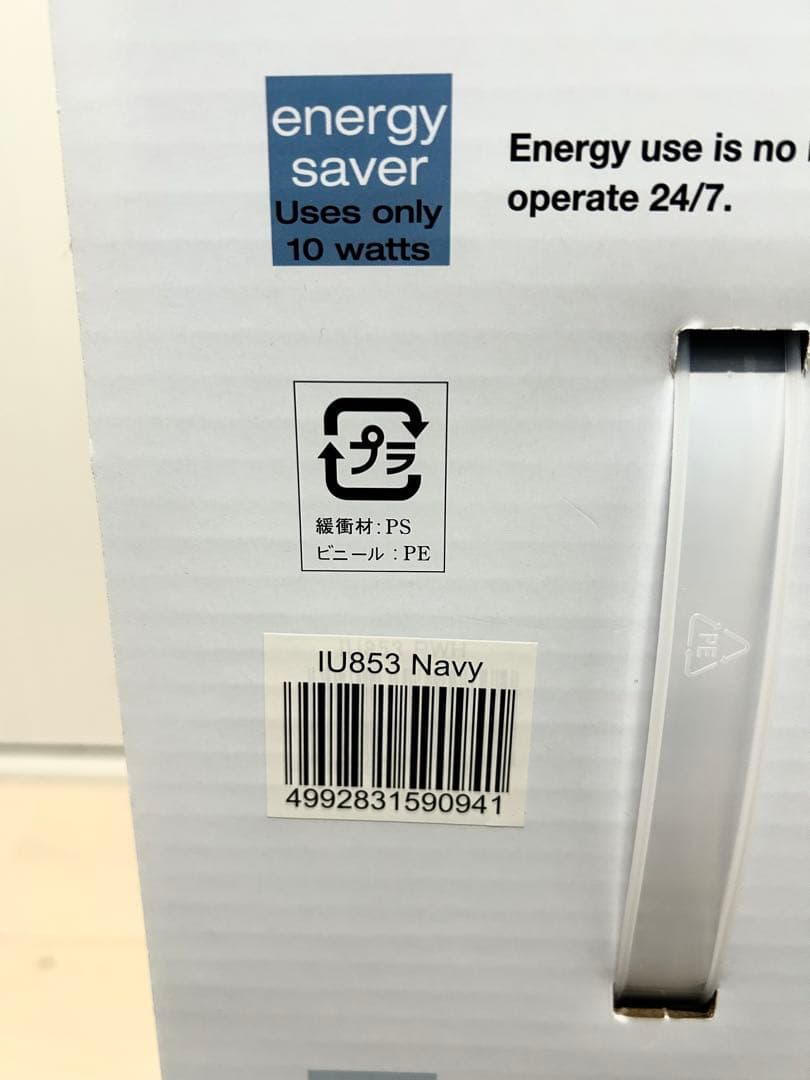 energy
saver
Uses only
10 watts
Energy use is no
operate 24/7.
プラ
緩衝材:PS
ビニール:PE
PE
IU853 Navy
4992831590941